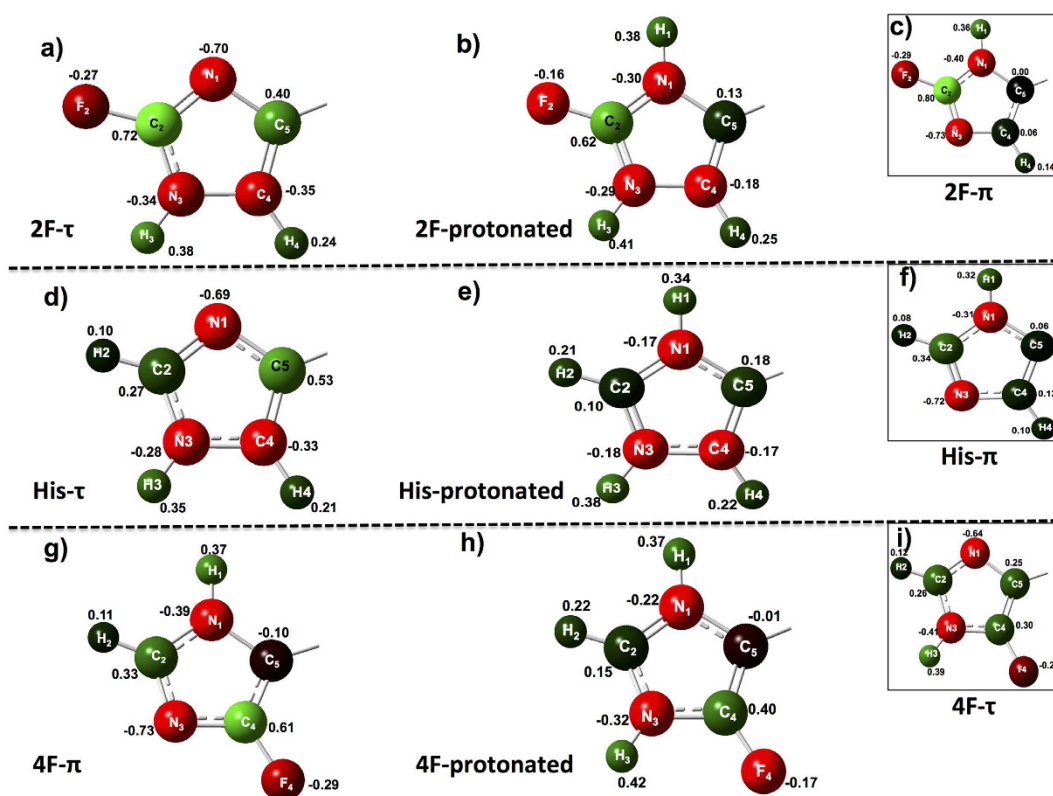 a)
-0.70
N₁
-0.27
F₂
0.40
C₂
C₅
0.72
-0.34
N₃
C₄
-0.35
H₃
0.38
H₄
0.24
2F-τ
b)
H₁
0.38
-0.16
-0.30
N₁
0.13
F₂
C₂
C₅
0.62
-0.29
N₃
C₄
-0.18
H₃
0.41
H₄
0.25
2F-protonated
c)
0.36
H₁
-0.29
-0.40
N₁
0.00
F₂
C₂
C₅
0.80
-0.73
N₃
C₄
0.06
H₄
0.14
2F-π
d)
-0.69
N1
0.10
H2
C2
C5
0.27
0.53
-0.28
N3
C4
-0.33
H3
0.35
H4
0.21
His-τ
e)
0.34
H1
-0.17
N1
0.21
0.18
H2
C2
C5
0.10
-0.18
N3
C4
-0.17
H3
0.38
H4
0.22
His-protonated
f)
0.32
H1
-0.31
N1
0.08
0.06
H2
C2
C5
0.34
-0.72
N3
C4
0.13
0.10
H4
His-π
g)
0.37
H₁
0.11
-0.39
N₁
-0.10
H₂
C₂
C₅
0.33
-0.73
N₃
C₄
0.61
F₄
-0.29
4F-π
h)
0.37
H₁
0.22
-0.22
N₁
-0.01
H₂
C₂
C₅
0.15
-0.32
N₃
C₄
0.40
H₃
0.42
F₄
-0.17
4F-protonated
i)
-0.64
N1
0.12
H2
0.25
C2
C5
0.26
-0.41
N3
C4
0.30
H3
0.39
F4
4F-τ